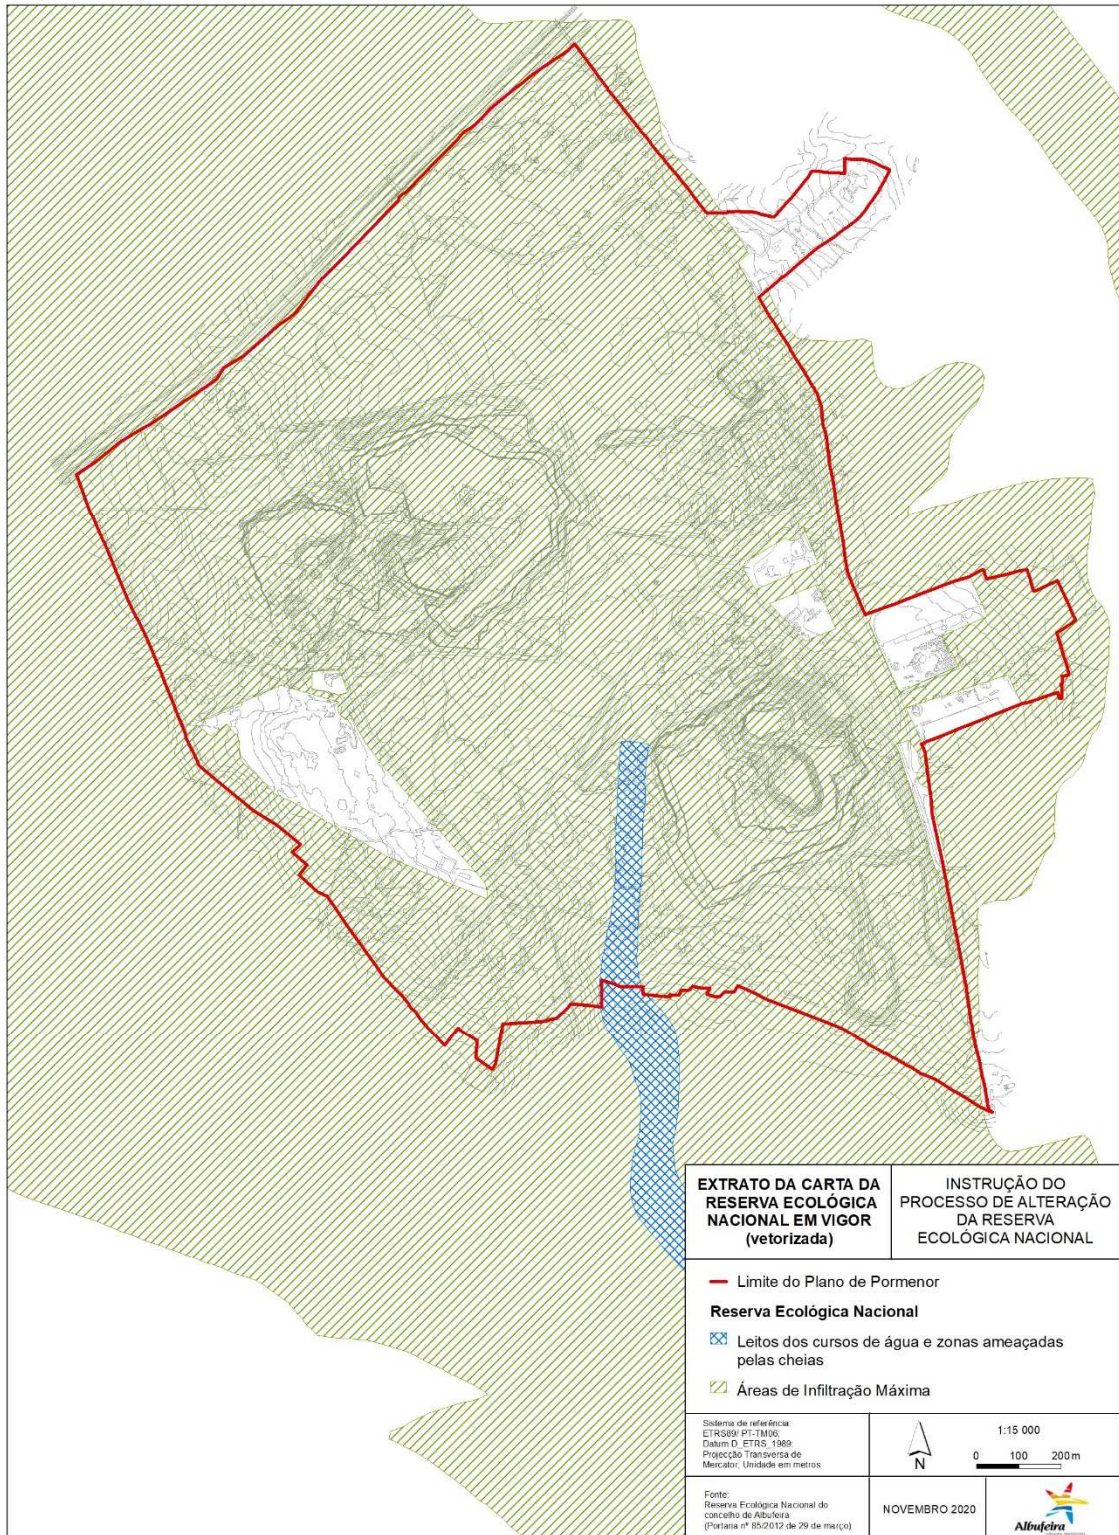 EXTRATO DA CARTA DA
RESERVA ECOLÓGICA
NACIONAL EM VIGOR
(vetorizada)
INSTRUÇÃO DO
PROCESSO DE ALTERAÇÃO
DA RESERVA
ECOLÓGICA NACIONAL
Limite do Plano de Pormenor
Reserva Ecológica Nacional
Leitos dos cursos de água e zonas ameaçadas
pelas cheias
Áreas de Infiltração Máxima
Sistema de referência:
ETRS89/ PT-TM06;
Datum D_ETRS_1989;
Projecção Transversa de
Mercator; Unidade em metros
N
1:15 000
0 100 200 m
Fonte:
Reserva Ecológica Nacional do
concelho de Albufeira
(Portaria nº 85/2012 de 29 de março)
NOVEMBRO 2020
Albufeira